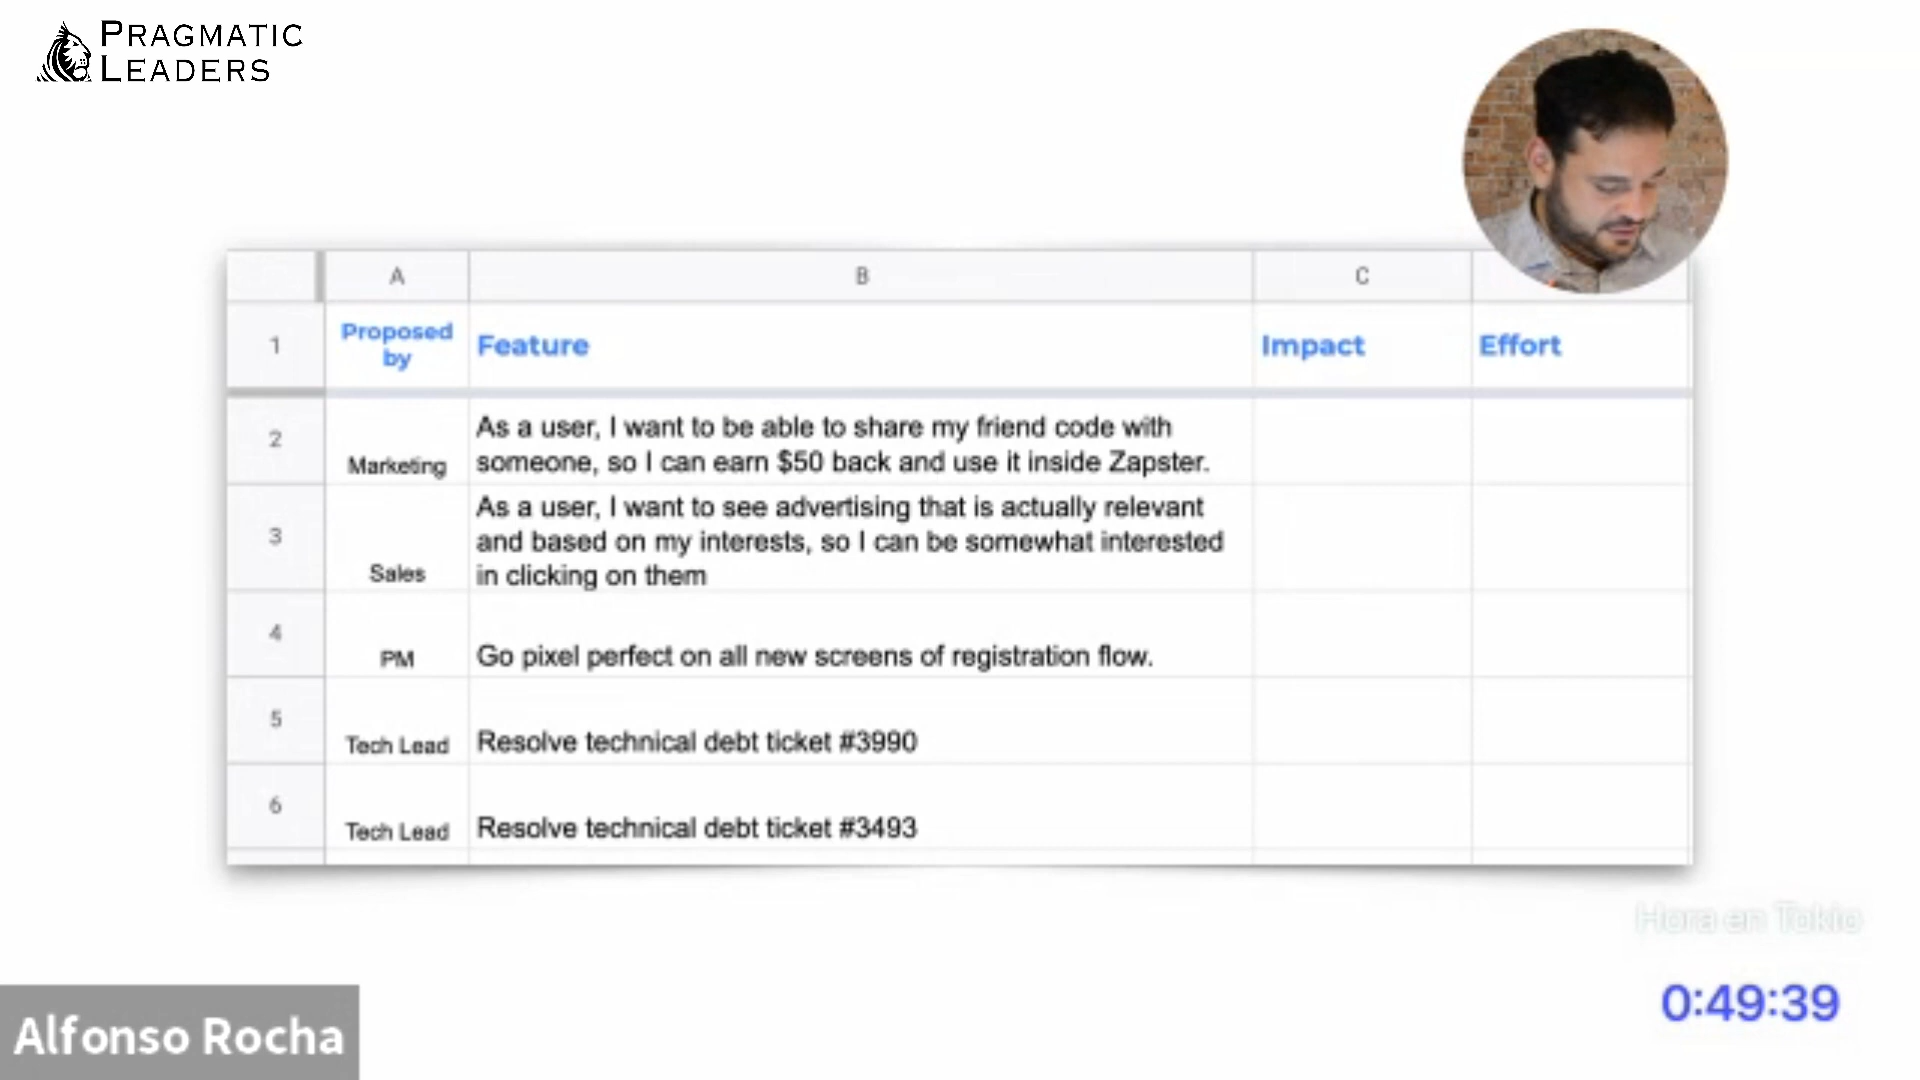 PRAGMATIC
LEADERS
A B C
1 Proposed by Feature Impact Effort
2 Marketing As a user, I want to be able to share my friend code with
someone, so I can earn $50 back and use it inside Zapster.
3 Sales As a user, I want to see advertising that is actually relevant
and based on my interests, so I can be somewhat interested
in clicking on them
4 PM Go pixel perfect on all new screens of registration flow.
5 Tech Lead Resolve technical debt ticket #3990
6 Tech Lead Resolve technical debt ticket #3493
Hora en Tokio
0:49:39
Alfonso Rocha